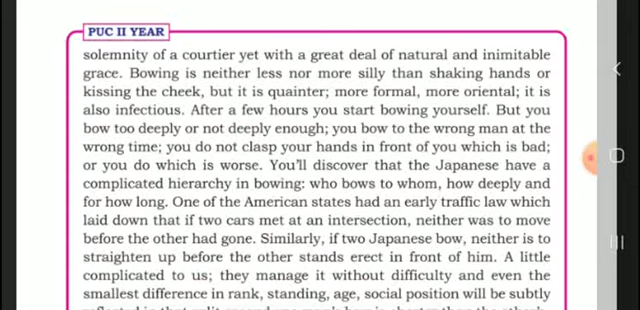 PUC II YEAR
solemnity of a courtier yet with a great deal of natural and inimitable
grace. Bowing is neither less nor more silly than shaking hands or
kissing the cheek, but it is quainter; more formal, more oriental; it is
also infectious. After a few hours you start bowing yourself. But you
bow too deeply or not deeply enough; you bow to the wrong man at the
wrong time; you do not clasp your hands in front of you which is bad;
or you do which is worse. You'll discover that the Japanese have a
complicated hierarchy in bowing: who bows to whom, how deeply and
for how long. One of the American states had an early traffic law which
laid down that if two cars met at an intersection, neither was to move
before the other had gone. Similarly, if two Japanese bow, neither is to
straighten up before the other stands erect in front of him. A little
complicated to us; they manage it without difficulty and even the
smallest difference in rank, standing, age, social position will be subtly